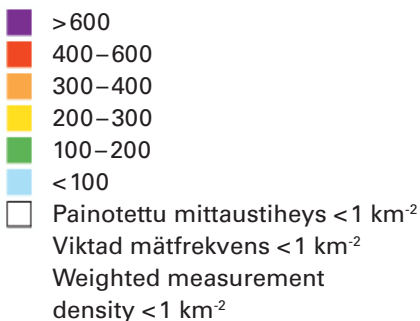 >600
400–600
300–400
200–300
100–200
<100
Painotettu mittaustiheys <1 km⁻²
Viktad mätfrekvens <1 km⁻²
Weighted measurement
density <1 km⁻²